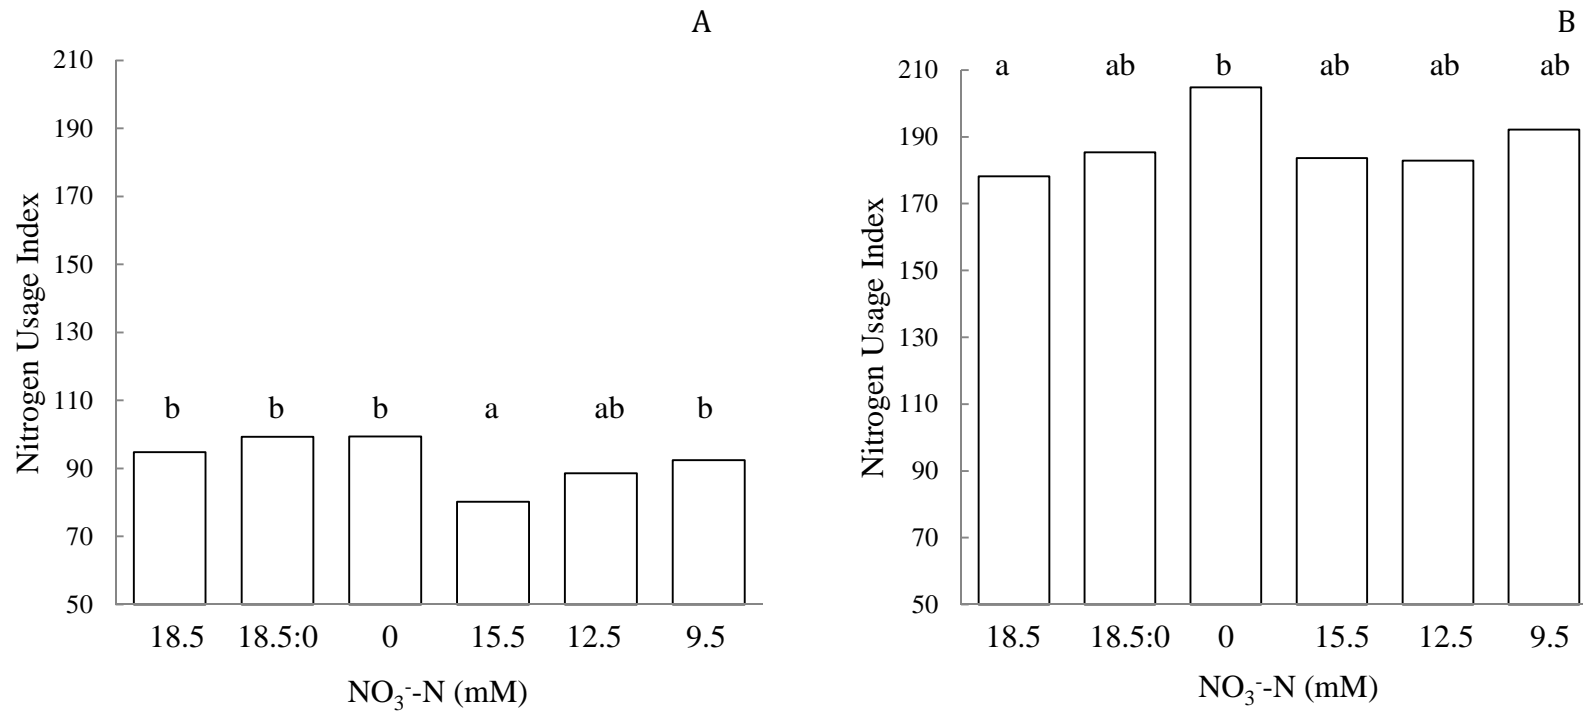 A
210
190
170
150
130
110
90
70
50
Nitrogen Usage Index
b b b a ab b
18.5 18.5:0 0 15.5 12.5 9.5
NO₃⁻-N (mM)
B
210
190
170
150
130
110
90
70
50
Nitrogen Usage Index
a ab b ab ab ab
18.5 18.5:0 0 15.5 12.5 9.5
NO₃⁻-N (mM)